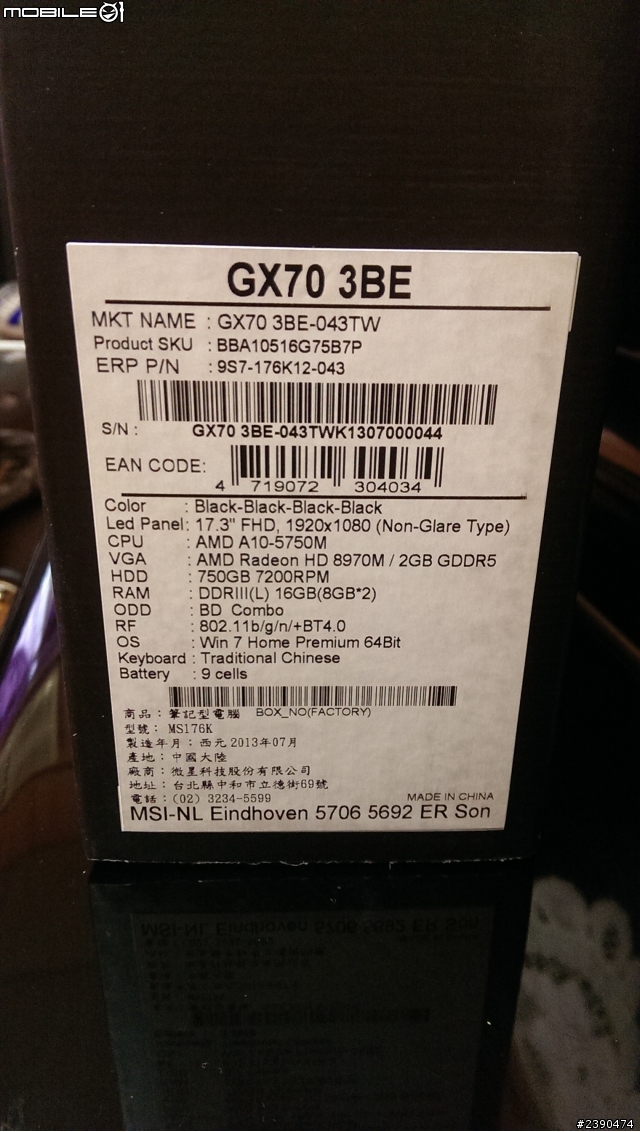 MOBILE01
GX70 3BE
MKT NAME : GX70 3BE-043TW
Product SKU : BBA10516G75B7P
ERP P/N : 9S7-176K12-043
S/N : GX70 3BE-043TWK1307000044
EAN CODE:
4 719072 304034
Color : Black-Black-Black-Black
Led Panel: 17.3" FHD, 1920x1080 (Non-Glare Type)
CPU : AMD A10-5750M
VGA : AMD Radeon HD 8970M / 2GB GDDR5
HDD : 750GB 7200RPM
RAM : DDRIII(L) 16GB(8GB*2)
ODD : BD Combo
RF : 802.11b/g/n/+BT4.0
OS : Win 7 Home Premium 64Bit
Keyboard : Traditional Chinese
Battery : 9 cells
商品：筆記型電腦 BOX_NO(FACTORY)
型號： MS176K
製造年月：西元2013年07月
產地：中國大陸
廠商：微星科技股份有限公司
地址：台北縣中和市立德街69號
電話：(02) 3234-5599 MADE IN CHINA
MSI-NL Eindhoven 5706 5692 ER Son
#2390474